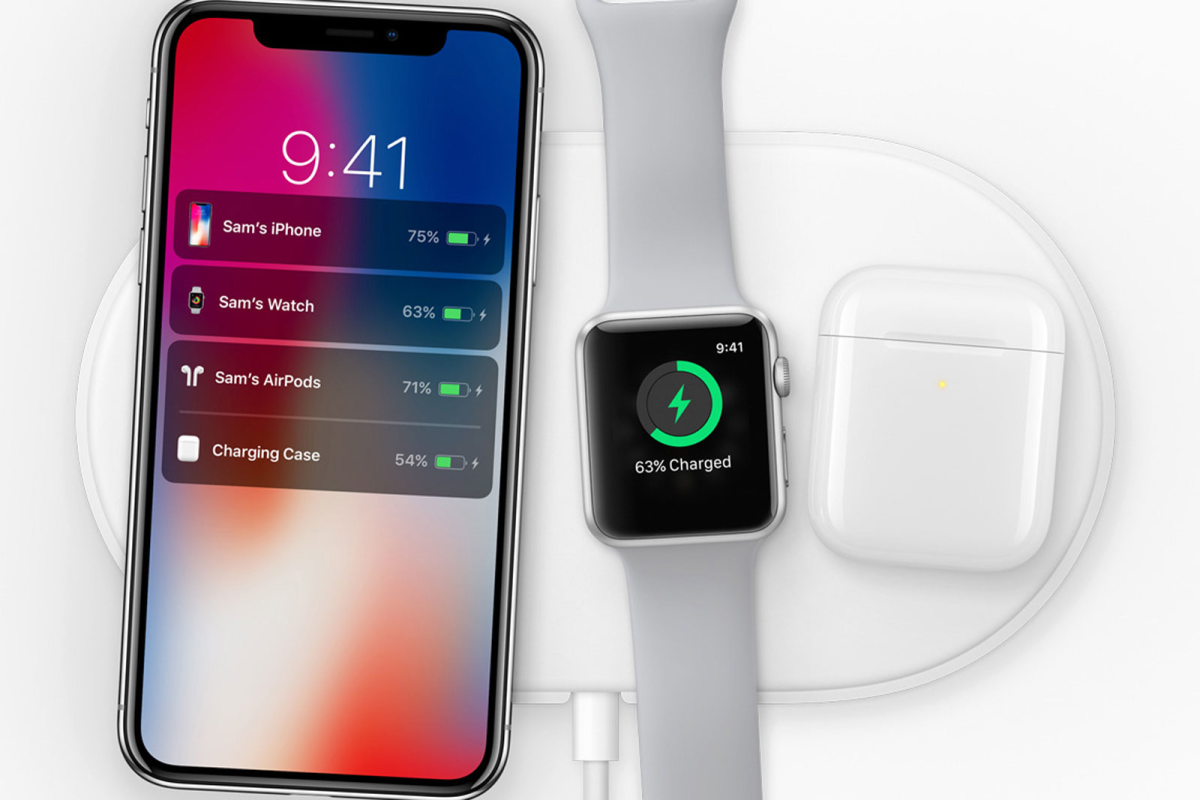 9:41
Sam's iPhone 75%
Sam's Watch 63%
Sam's AirPods 71%
Charging Case 54%
9:41
63% Charged